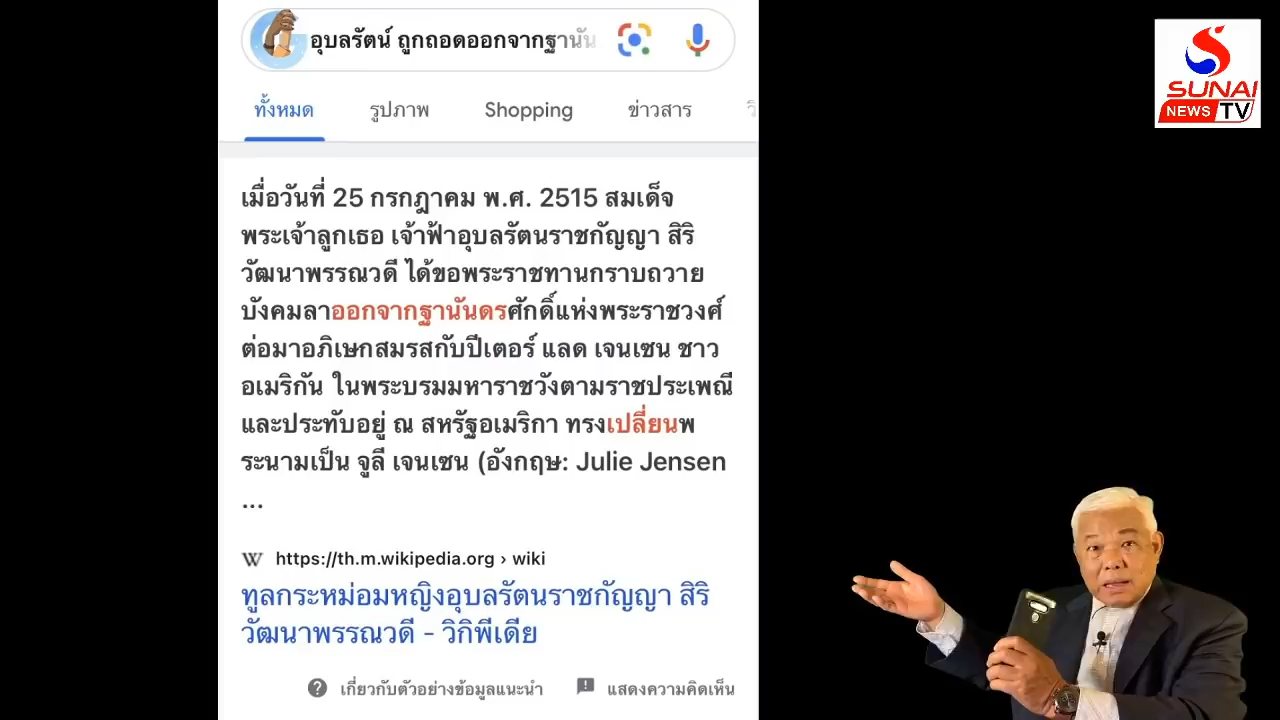 อุบลรัตน์ ถูกถอดออกจากฐานัน
ทั้งหมด
รูปภาพ
Shopping
ข่าวสาร
เมื่อวันที่ 25 กรกฎาคม พ.ศ. 2515 สมเด็จ
พระเจ้าลูกเธอ เจ้าฟ้าอุบลรัตนราชกัญญา สิริ
วัฒนาพรรณวดี ได้ขอพระราชทานกราบถวาย
บังคมลาออกจากฐานันดรศักดิ์แห่งพระราชวงศ์
ต่อมาอภิเษกสมรสกับปีเตอร์ แลด เจนเซน ชาว
อเมริกัน ในพระบรมมหาราชวังตามราชประเพณี
และประทับอยู่ ณ สหรัฐอเมริกา ทรงเปลี่ยนพ
ระนามเป็น จูลี เจนเซน (อังกฤษ: Julie Jensen
...
W https://th.m.wikipedia.org › wiki
ทูลกระหม่อมหญิงอุบลรัตนราชกัญญา สิริ
วัฒนาพรรณวดี - วิกิพีเดีย
เกี่ยวกับตัวอย่างข้อมูลแนะนำ
แสดงความคิดเห็น
SUNAI
NEWS TV